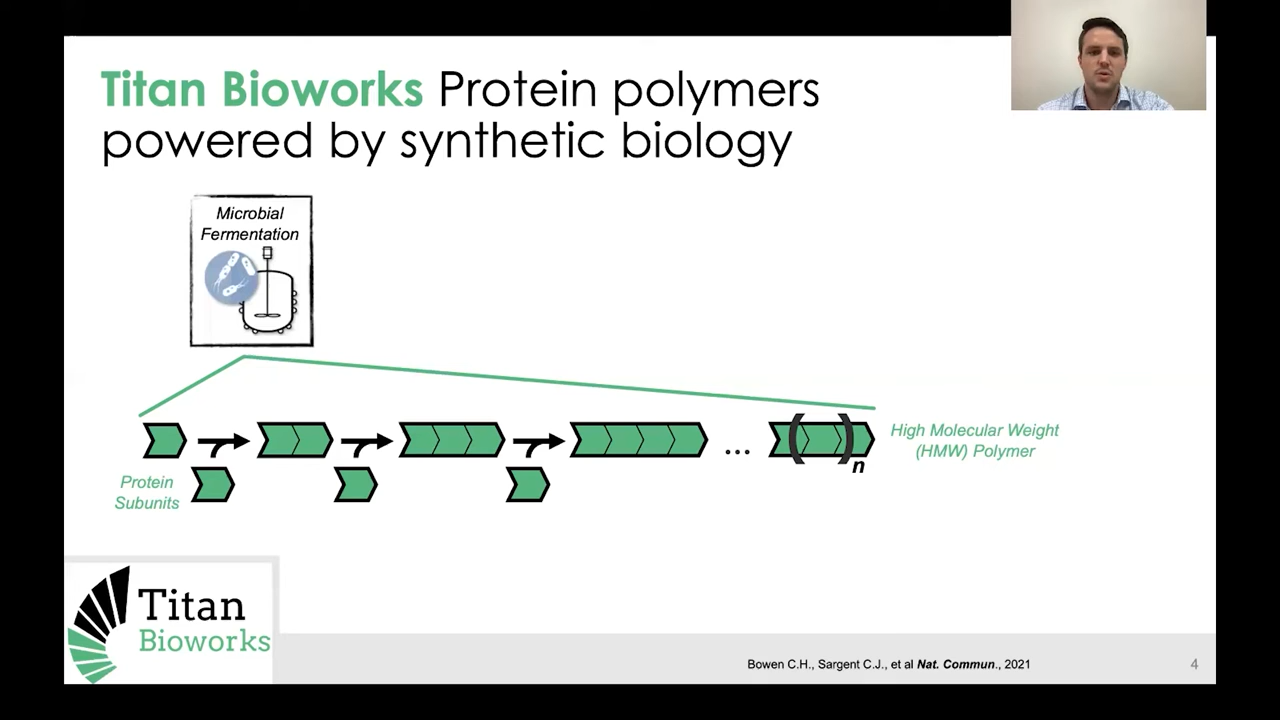 Titan Bioworks Protein polymers
powered by synthetic biology
Microbial
Fermentation
High Molecular Weight
(HMW) Polymer
...
n
Protein
Subunits
Titan
Bioworks
Bowen C.H., Sargent C.J., et al Nat. Commun., 2021
4